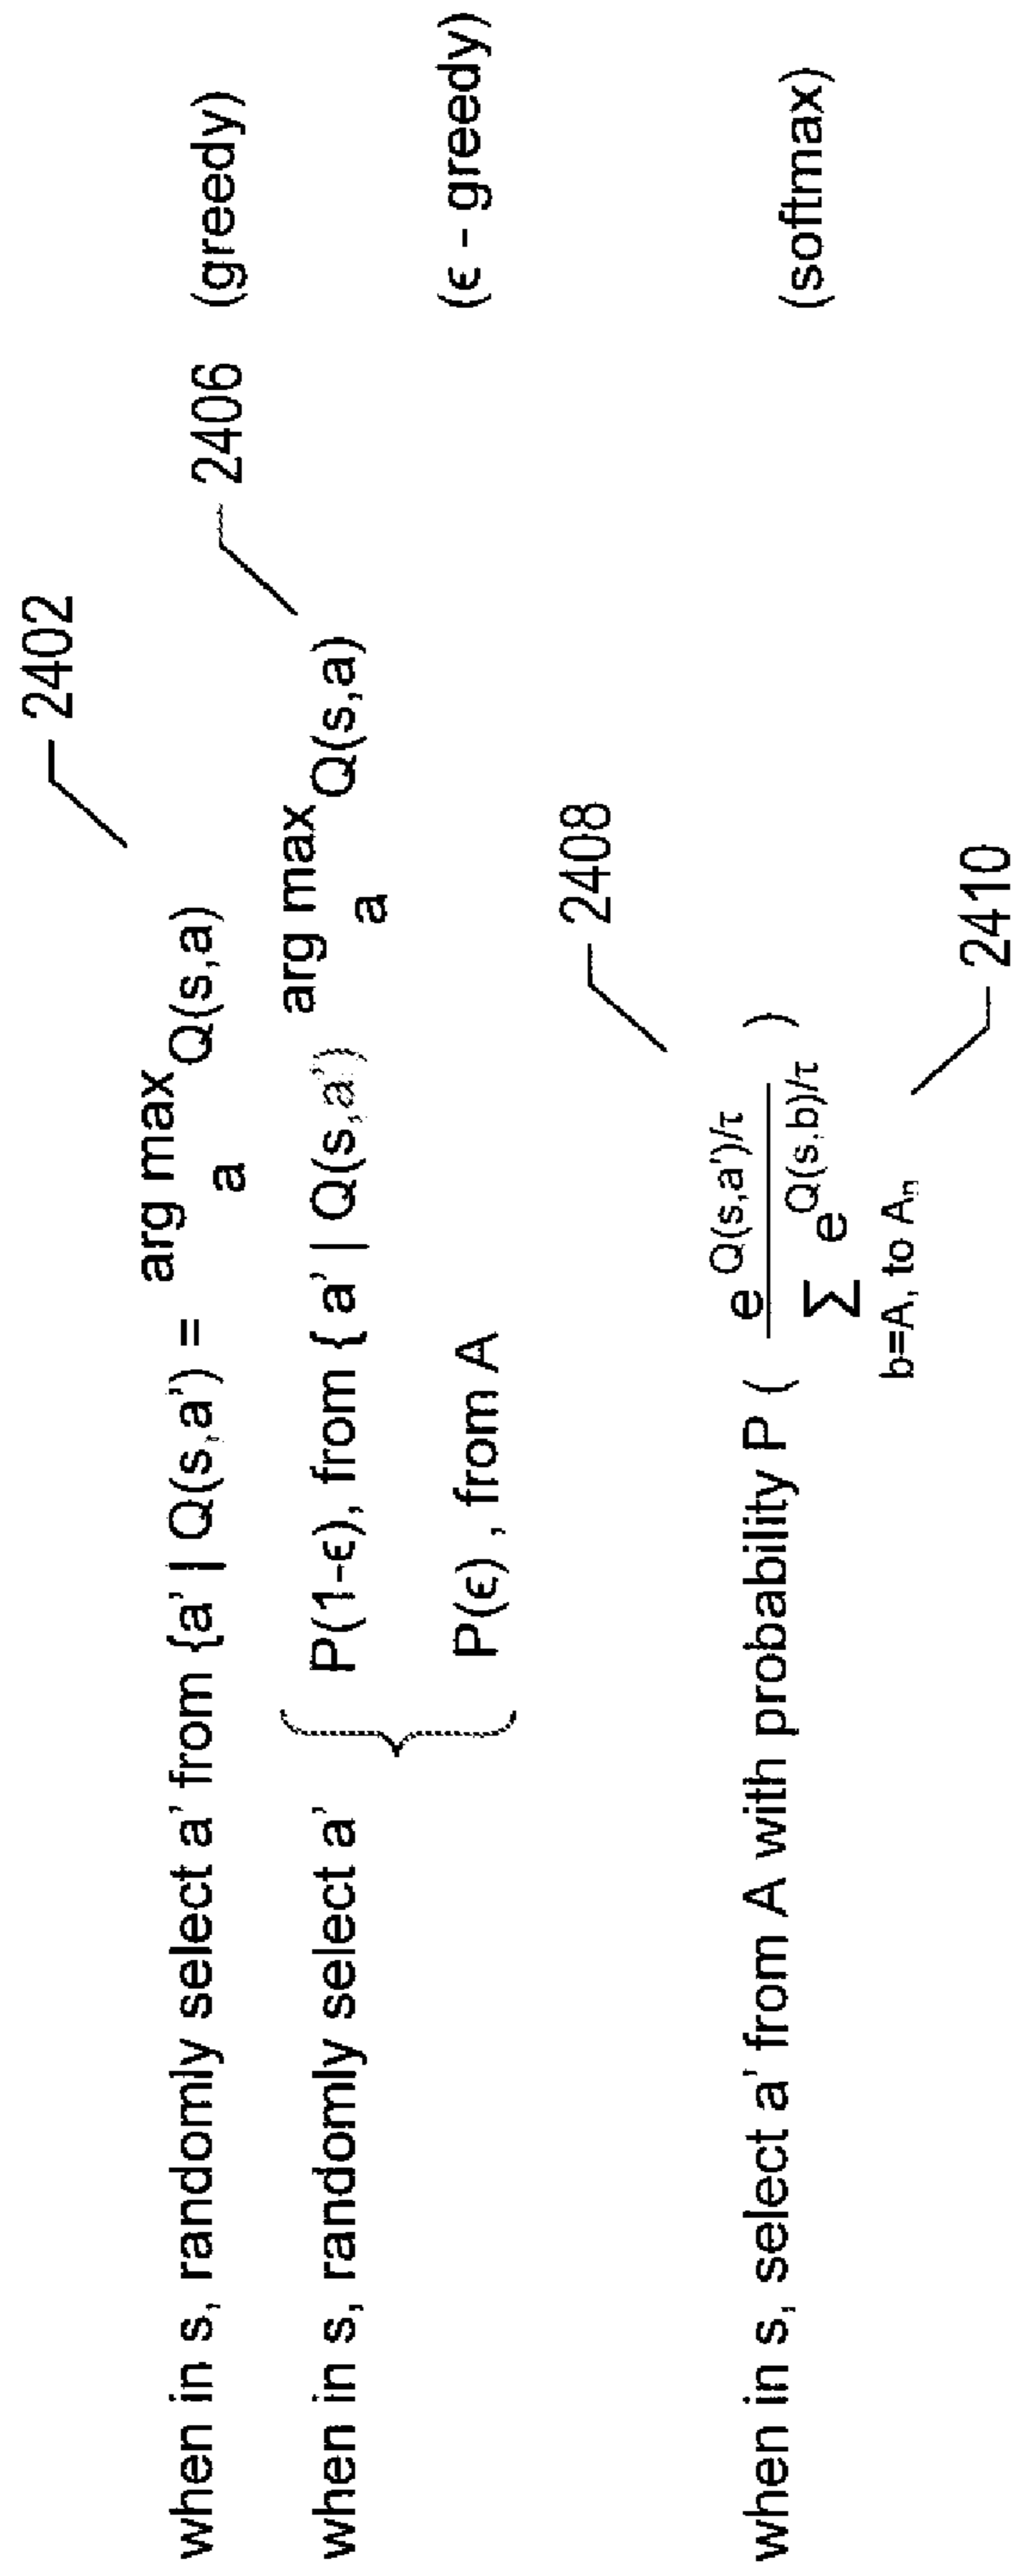 2402
when in s, randomly select a' from {a' | Q(s,a') = arg max Q(s,a)
a
2406 (greedy)
when in s, randomly select a' { P(1-ϵ), from { a' | Q(s,a') arg max Q(s,a)
a
(ϵ - greedy)
P(ϵ) , from A
2408
when in s, select a' from A with probability P ( e^Q(s,a')/τ )
(softmax)
Σ e^Q(s,b)/τ
b=A, to Aₙ
2410